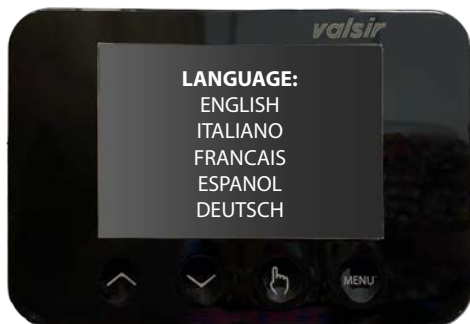 valsir
LANGUAGE:
ENGLISH
ITALIANO
FRANCAIS
ESPANOL
DEUTSCH
MENU